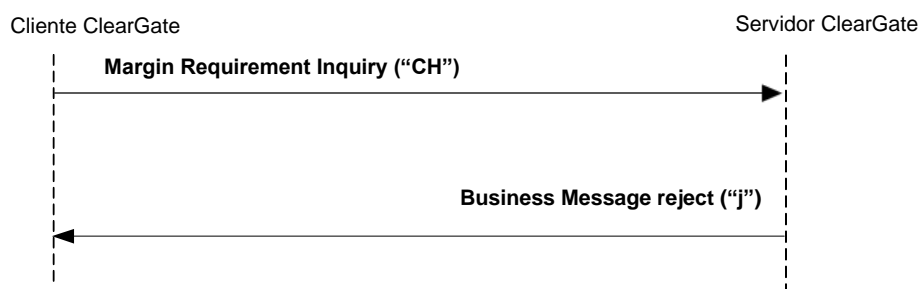 Cliente ClearGate
Servidor ClearGate
Margin Requirement Inquiry (“CH”)
Business Message reject (“j”)